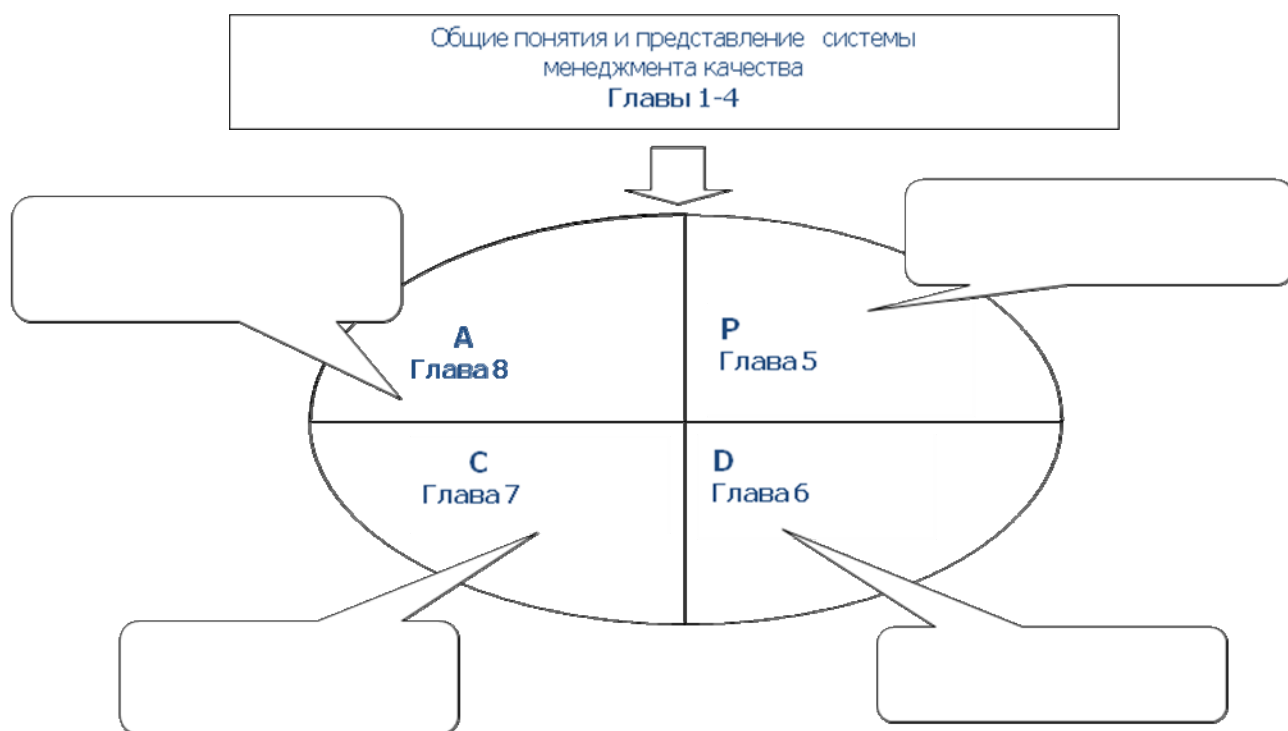 Общие понятия и представление системы
менеджмента качества
Главы 1-4
A
Глава 8
P
Глава 5
C
Глава 7
D
Глава 6